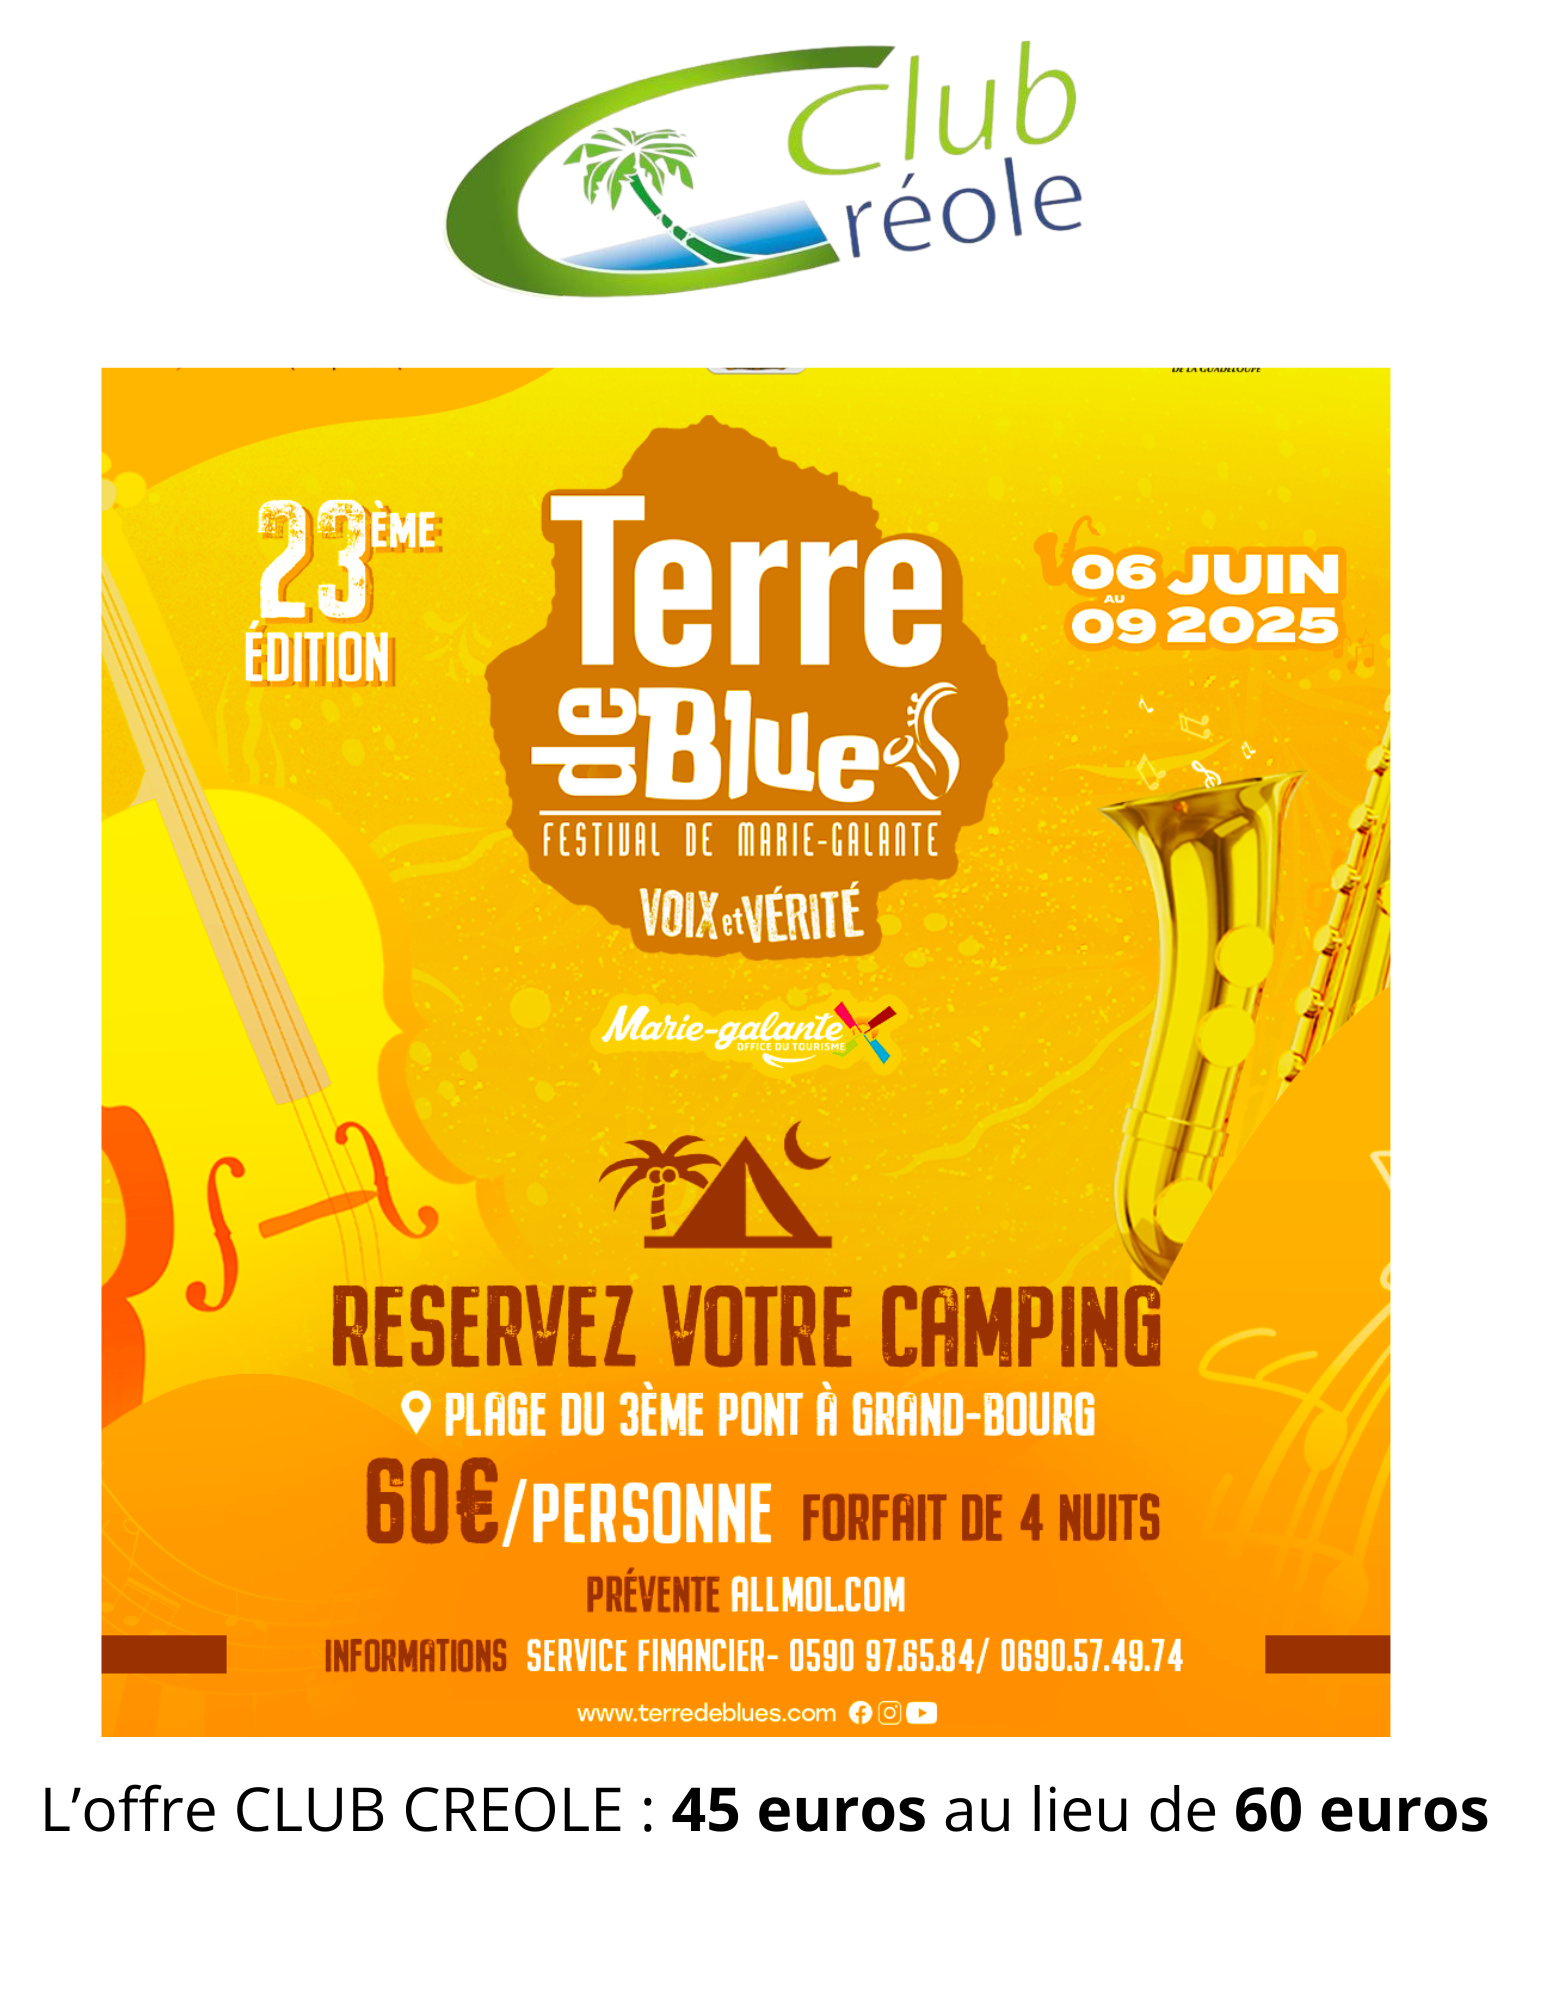 Club
Créole
DE LA GUADELOUPE
23ÈME
ÉDITION
Terre
de Blues
FESTIVAL DE MARIE-GALANTE
VOIX et VÉRITÉ
06 JUIN
AU
09 2025
Marie-galante
OFFICE DU TOURISME
RESERVEZ VOTRE CAMPING
PLAGE DU 3ÈME PONT À GRAND-BOURG
60€/PERSONNE FORFAIT DE 4 NUITS
PRÉVENTE ALLMOL.COM
INFORMATIONS SERVICE FINANCIER- 0590 97.65.84/ 0690.57.49.74
www.terredeblues.com
L’offre CLUB CREOLE : 45 euros au lieu de 60 euros